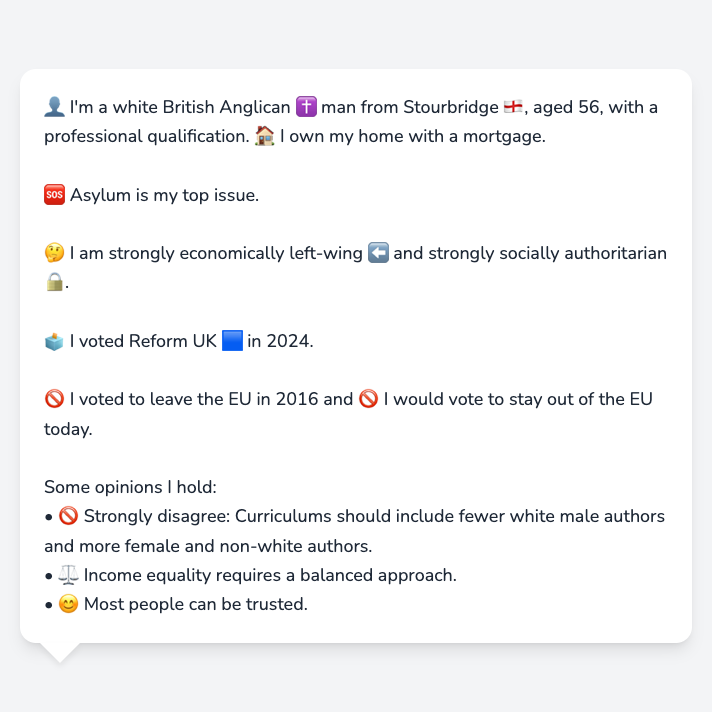 👤 I'm a white British Anglican ✝️ man from Stourbridge 🏴󠁧󠁢󠁥󠁮󠁧󠁿, aged 56, with a
professional qualification. 🏠 I own my home with a mortgage.
🆘 Asylum is my top issue.
🤔 I am strongly economically left-wing ⬅️ and strongly socially authoritarian
🔒.
🗳️ I voted Reform UK 🟦 in 2024.
🚫 I voted to leave the EU in 2016 and 🚫 I would vote to stay out of the EU
today.
Some opinions I hold:
• 🚫 Strongly disagree: Curriculums should include fewer white male authors
and more female and non-white authors.
• ⚖️ Income equality requires a balanced approach.
• 😊 Most people can be trusted.